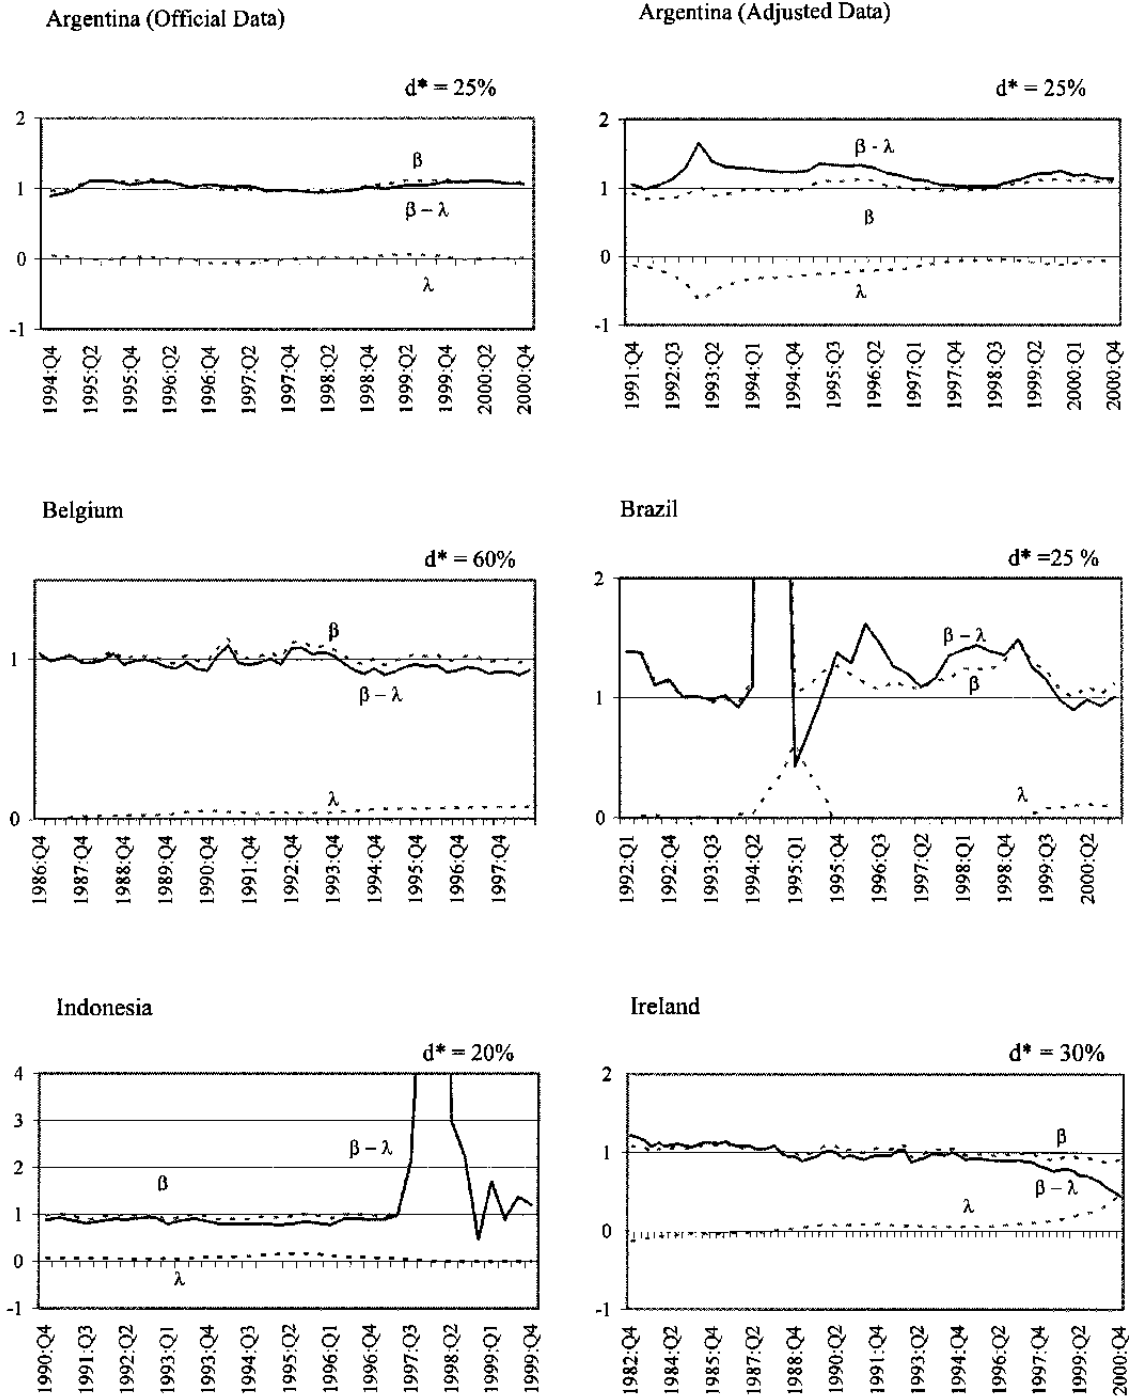 Argentina (Official Data)
d* = 25%
2
1
0
-1
β
β – λ
λ
1994:Q4
1995:Q2
1995:Q4
1996:Q2
1996:Q4
1997:Q2
1997:Q4
1998:Q2
1998:Q4
1999:Q2
1999:Q4
2000:Q2
2000:Q4
Argentina (Adjusted Data)
d* = 25%
2
1
0
-1
β - λ
β
λ
1991:Q4
1992:Q3
1993:Q2
1994:Q1
1994:Q4
1995:Q3
1996:Q2
1997:Q1
1997:Q4
1998:Q3
1999:Q2
2000:Q1
2000:Q4
Belgium
d* = 60%
1
0
β
β – λ
λ
1986:Q4
1987:Q4
1988:Q4
1989:Q4
1990:Q4
1991:Q4
1992:Q4
1993:Q4
1994:Q4
1995:Q4
1996:Q4
1997:Q4
Brazil
d* =25 %
2
1
0
β – λ
β
λ
1992:Q1
1992:Q4
1993:Q3
1994:Q2
1995:Q1
1995:Q4
1996:Q3
1997:Q2
1998:Q1
1998:Q4
1999:Q3
2000:Q2
Indonesia
d* = 20%
4
3
2
1
0
-1
β – λ
β
λ
1990:Q4
1991:Q3
1992:Q2
1993:Q1
1993:Q4
1994:Q3
1995:Q2
1996:Q1
1996:Q4
1997:Q3
1998:Q2
1999:Q1
1999:Q4
Ireland
d* = 30%
2
1
0
-1
β
β – λ
λ
1982:Q4
1984:Q2
1985:Q4
1987:Q2
1988:Q4
1990:Q2
1991:Q4
1993:Q2
1994:Q4
1996:Q2
1997:Q4
1999:Q2
2000:Q4